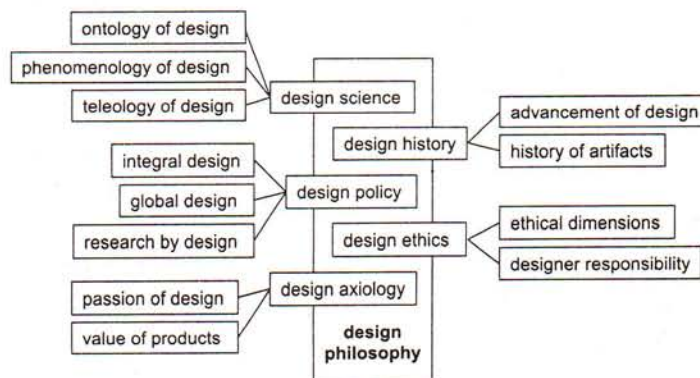 ontology of design
phenomenology of design
teleology of design
design science
advancement of design
design history
history of artifacts
integral design
global design
design policy
research by design
ethical dimensions
design ethics
designer responsibility
passion of design
design axiology
value of products
design
philosophy